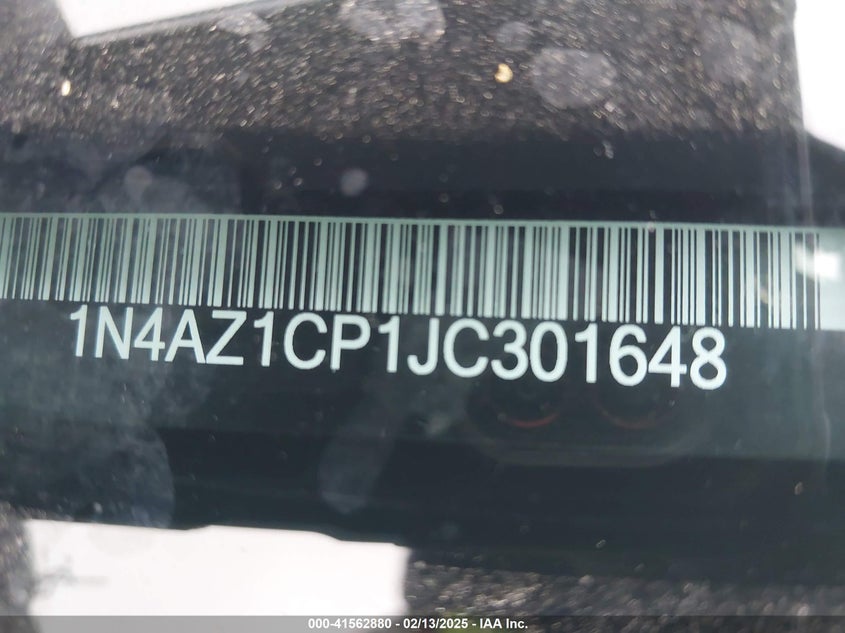 1N4AZ1CP1JC301648
000-41562880 - 02/13/2025 - IAA Inc.